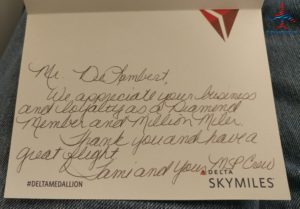 Mr. DeLambert,
We appreciate your business
and loyalty as a Diamond
Member and Million Miler.
Thank you and have a
great flight!
Tami and your MSP Crew
DELTA
SKYMILES
#DELTAMEDALLION